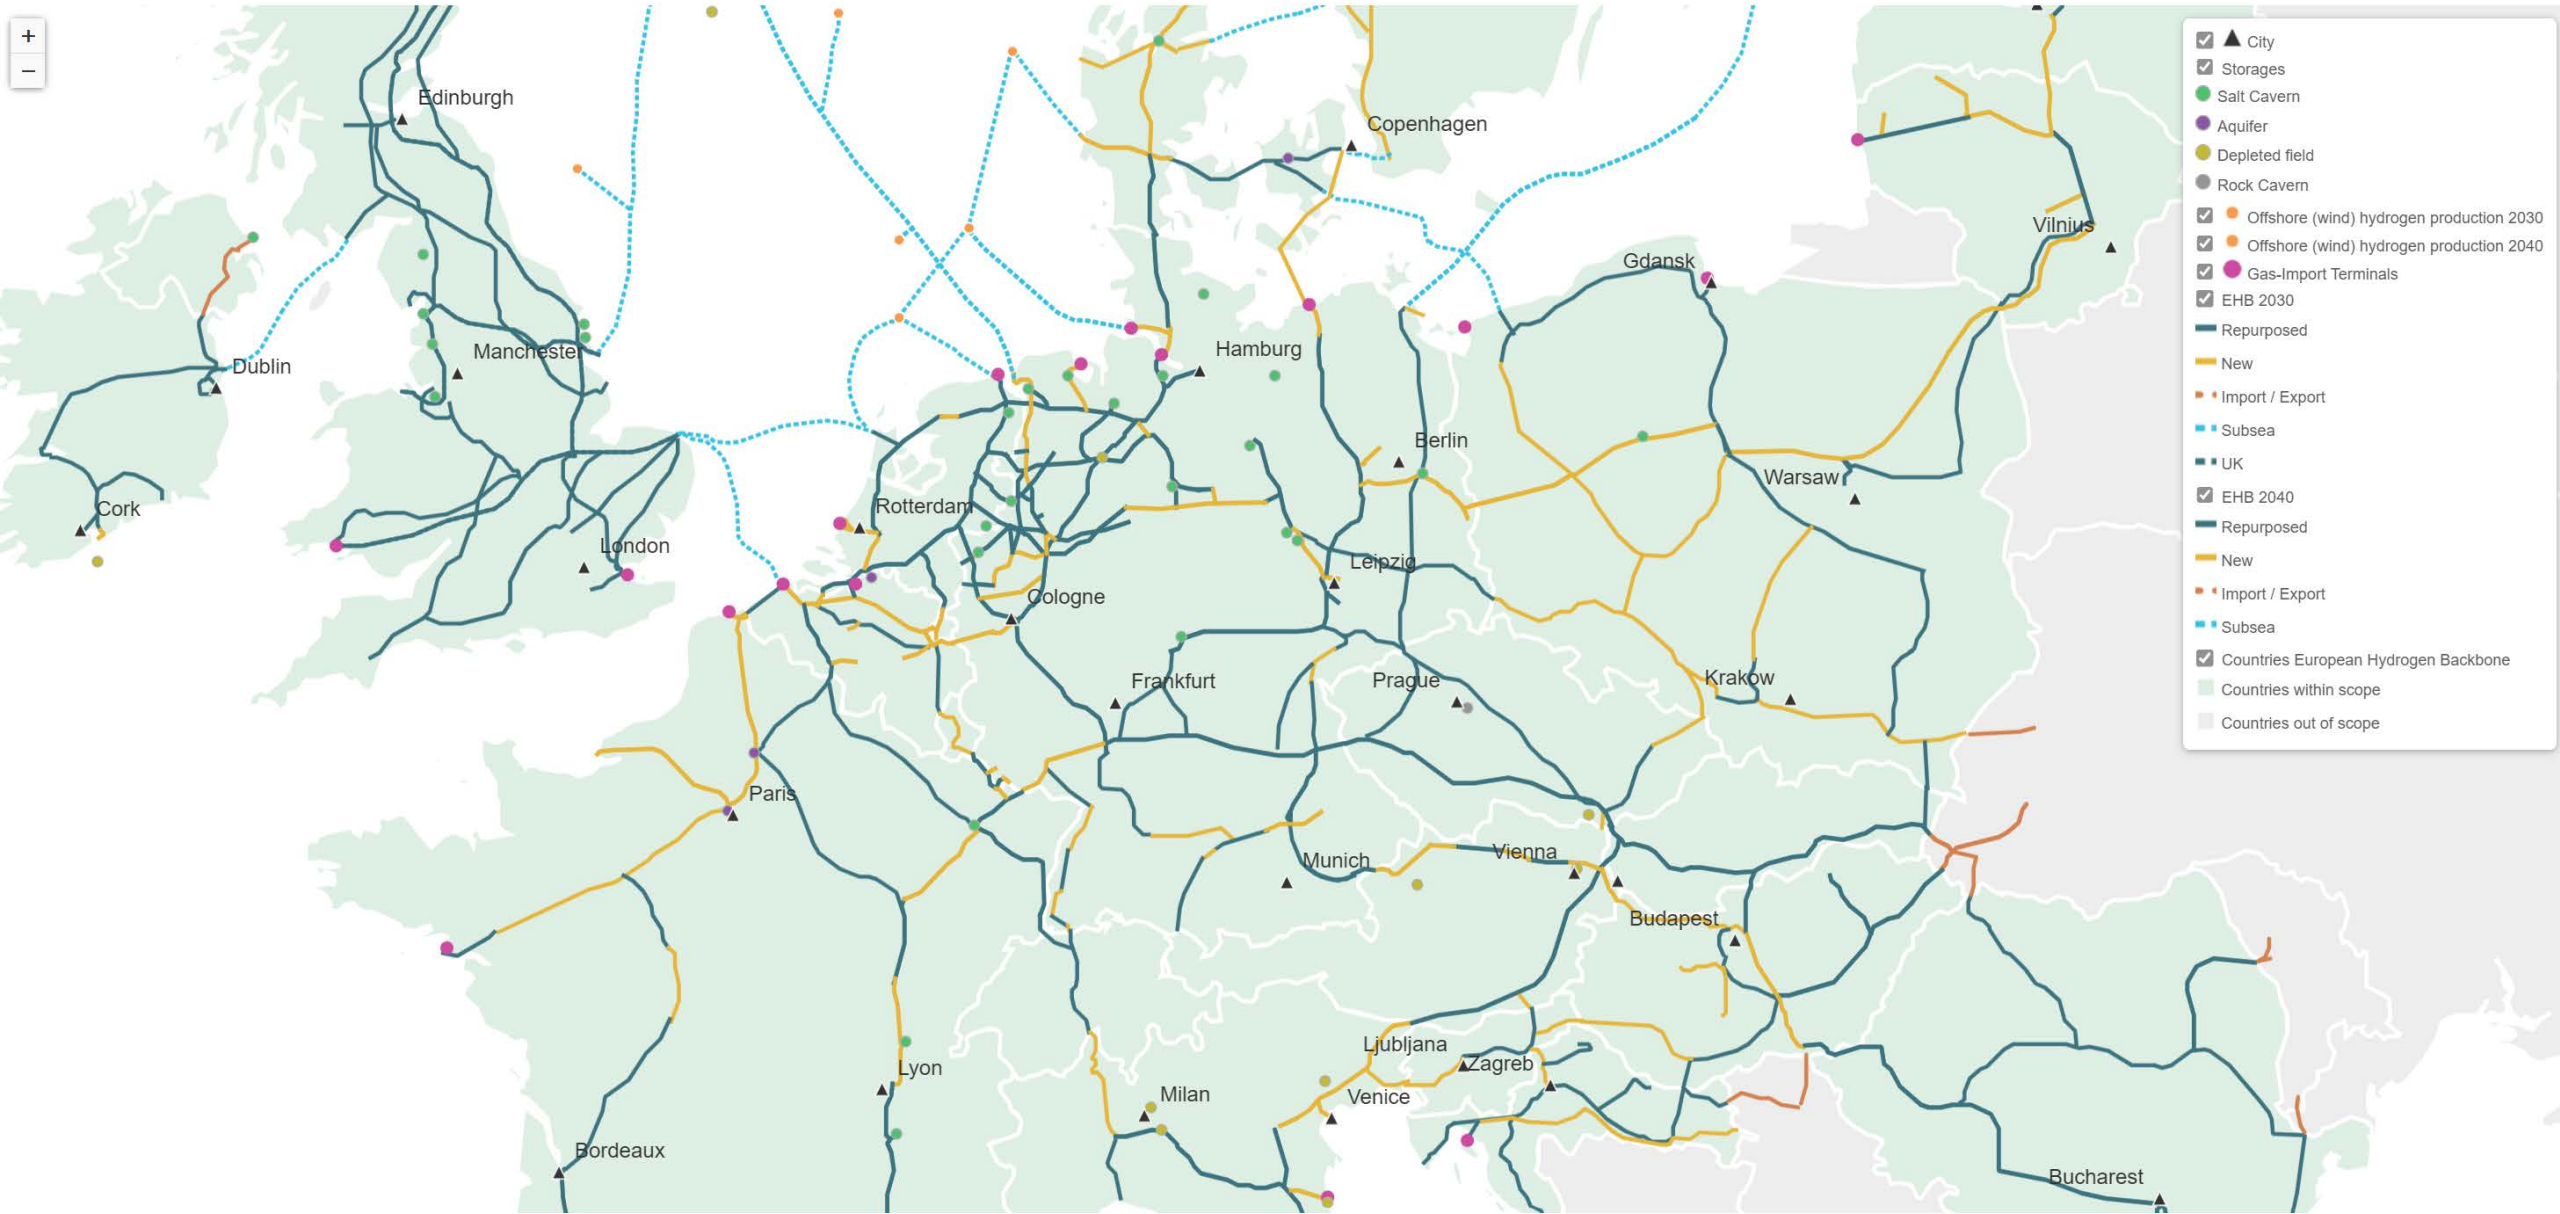 +
−
Edinburgh
Copenhagen
Vilnius
Gdansk
Hamburg
Manchester
Dublin
Berlin
Warsaw
Rotterdam
Cork
London
Leipzig
Cologne
Frankfurt
Prague
Krakow
Paris
Munich
Vienna
Budapest
Ljubljana
Zagreb
Lyon
Milan
Venice
Bordeaux
Bucharest
City
Storages
Salt Cavern
Aquifer
Depleted field
Rock Cavern
Offshore (wind) hydrogen production 2030
Offshore (wind) hydrogen production 2040
Gas-Import Terminals
EHB 2030
Repurposed
New
Import / Export
Subsea
UK
EHB 2040
Repurposed
New
Import / Export
Subsea
Countries European Hydrogen Backbone
Countries within scope
Countries out of scope